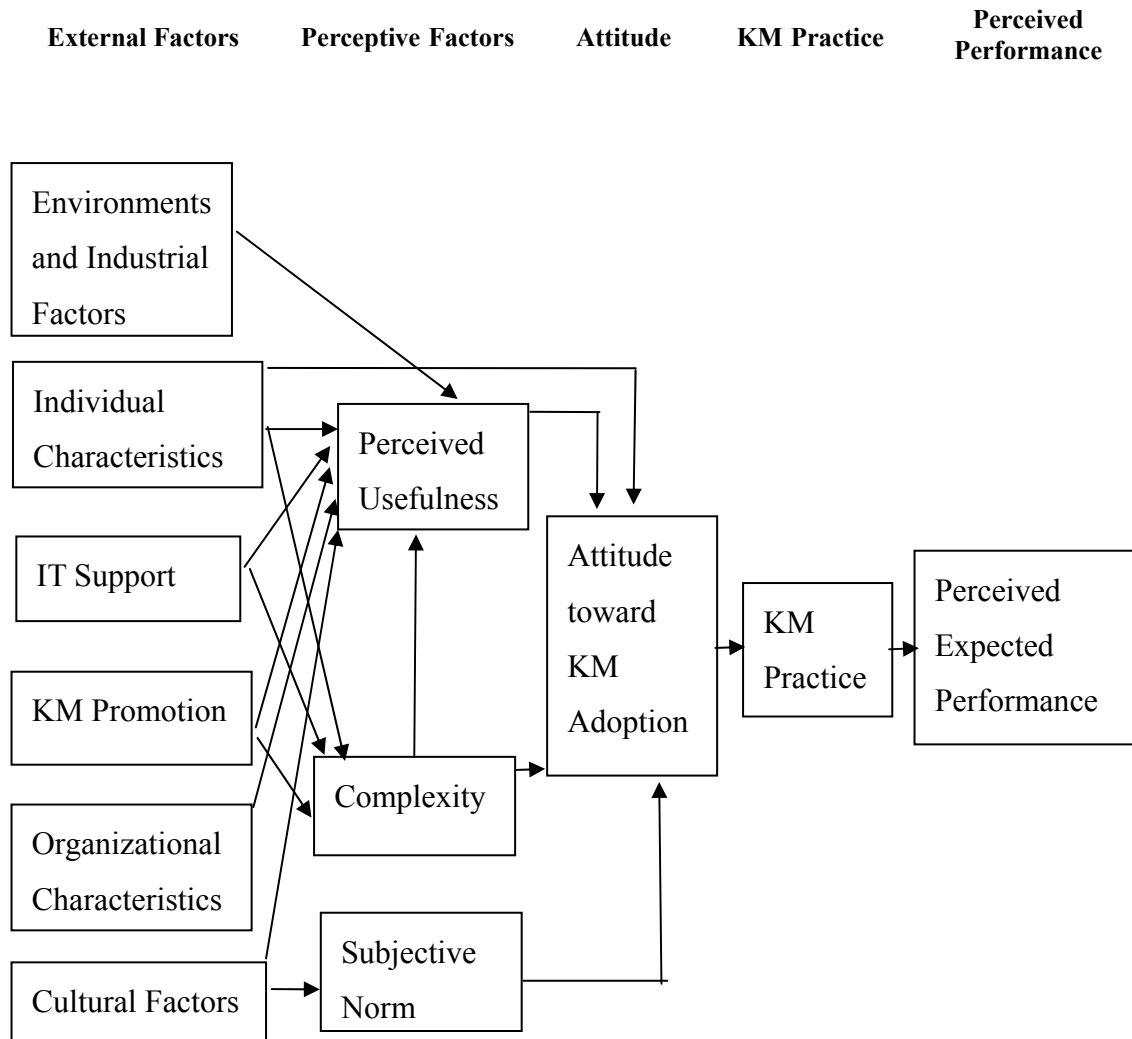 External Factors
Perceptive Factors
Attitude
KM Practice
Perceived
Performance
Environments
and Industrial
Factors
Individual
Characteristics
IT Support
KM Promotion
Organizational
Characteristics
Cultural Factors
Perceived
Usefulness
Complexity
Subjective
Norm
Attitude
toward
KM
Adoption
KM
Practice
Perceived
Expected
Performance